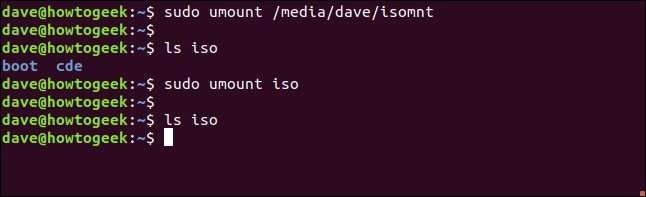 dave@howtogeek:~$ sudo umount /media/dave/isomnt
dave@howtogeek:~$
dave@howtogeek:~$ ls iso
boot  cde
dave@howtogeek:~$ sudo umount iso
dave@howtogeek:~$
dave@howtogeek:~$ ls iso
dave@howtogeek:~$